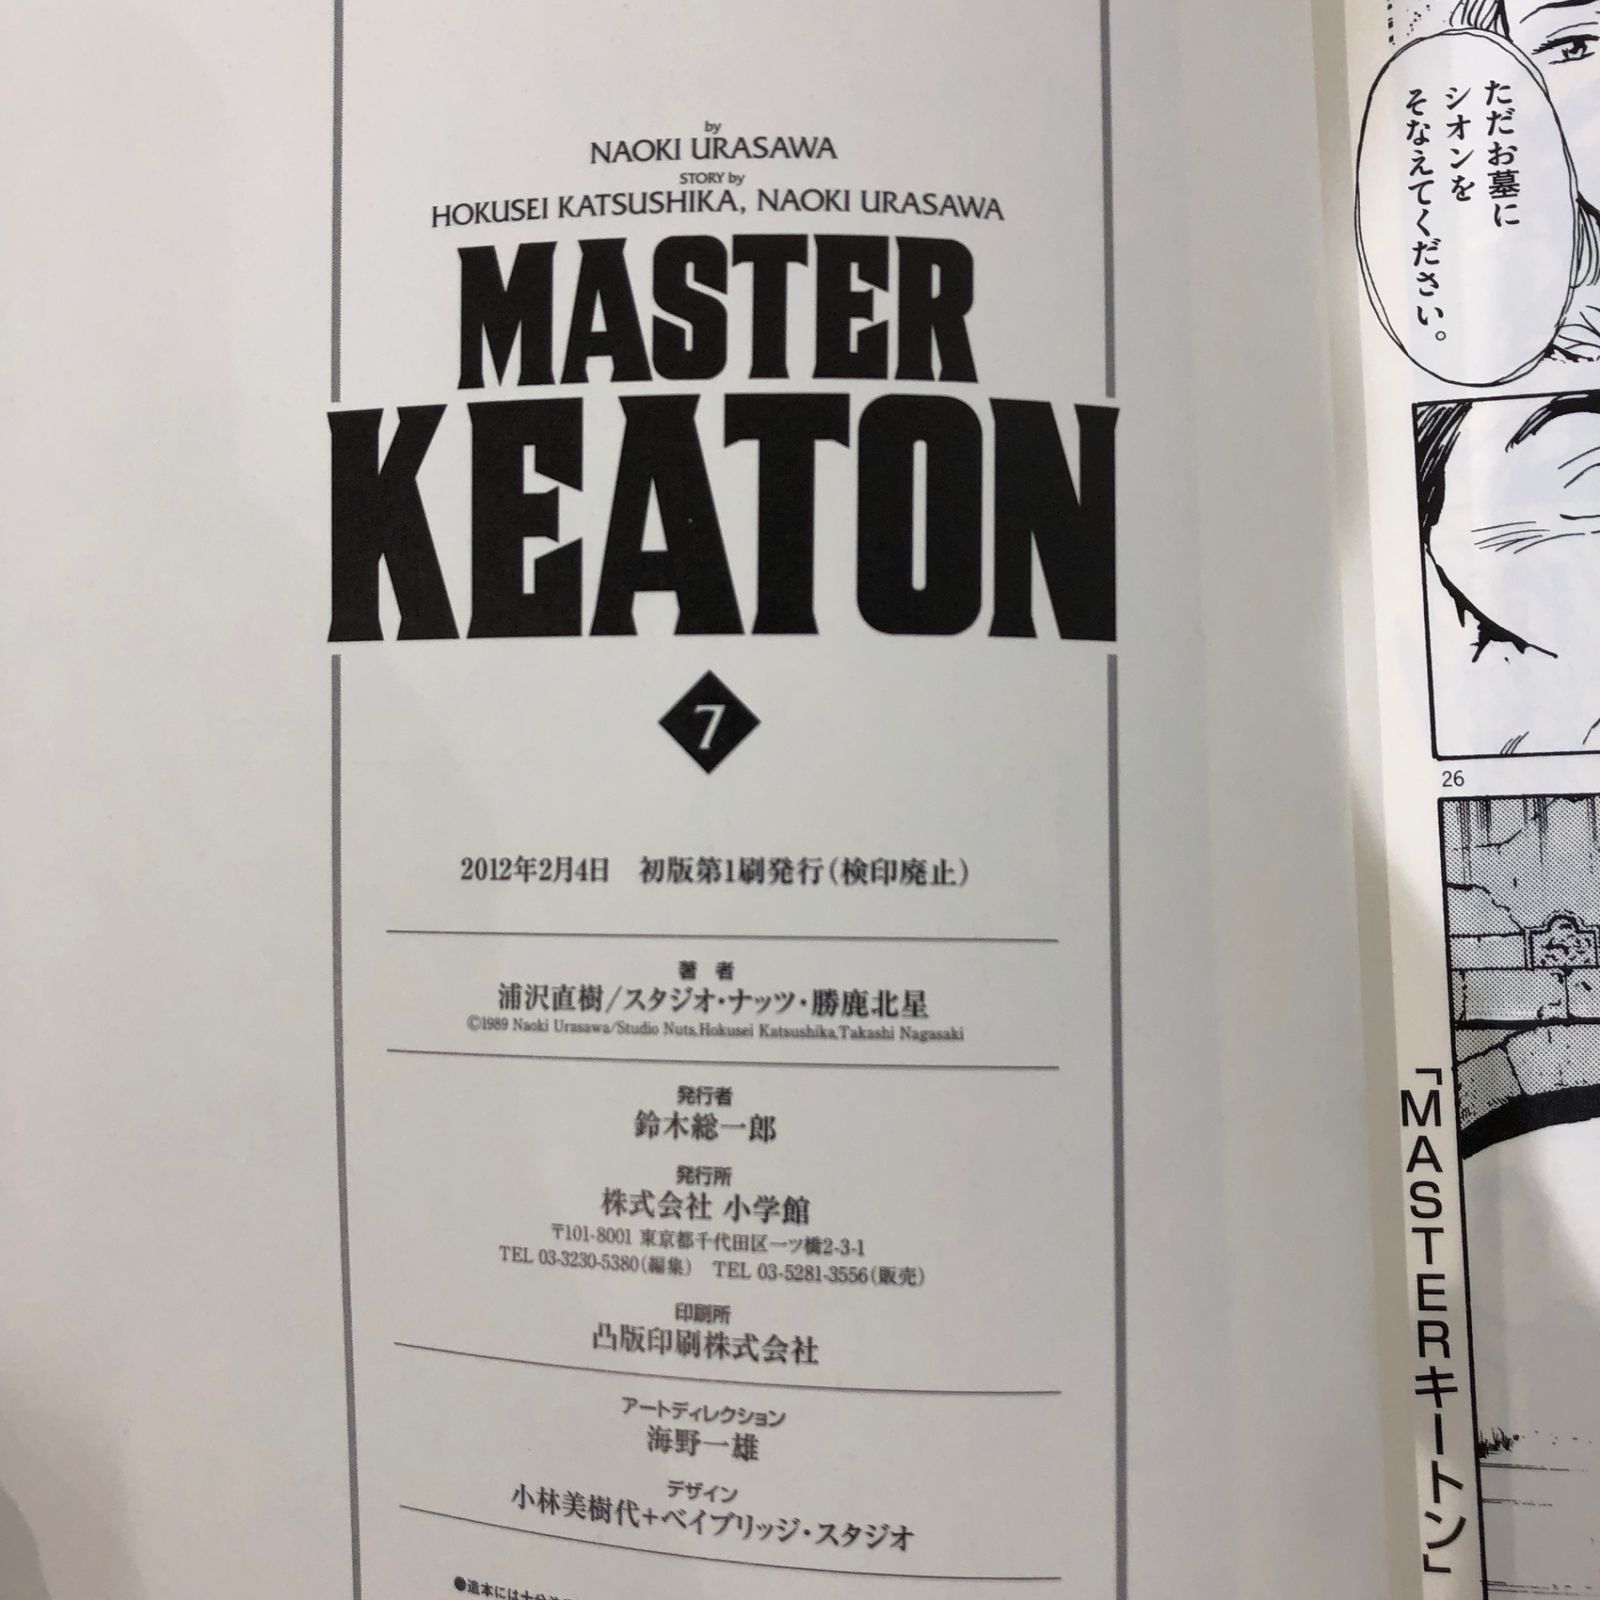 by
NAOKI URASAWA
STORY by
HOKUSEI KATSUSHIKA, NAOKI URASAWA
MASTER
KEATON
7
2012年2月4日 初版第1刷発行(検印廃止)
著 者
浦沢直樹/スタジオ・ナッツ・勝鹿北星
©1989 Naoki Urasawa/Studio Nuts,Hokusei Katsushika,Takashi Nagasaki
発行者
鈴木総一郎
発行所
株式会社 小学館
〒101-8001 東京都千代田区一ツ橋2-3-1
TEL 03-3230-5380(編集) TEL 03-5281-3556(販売)
印刷所
凸版印刷株式会社
アートディレクション
海野一雄
デザイン
小林美樹代+ベイブリッジ・スタジオ
●造本には十分
ただお墓に
シオンを
そなえてください。
26
「MASTERキートン」